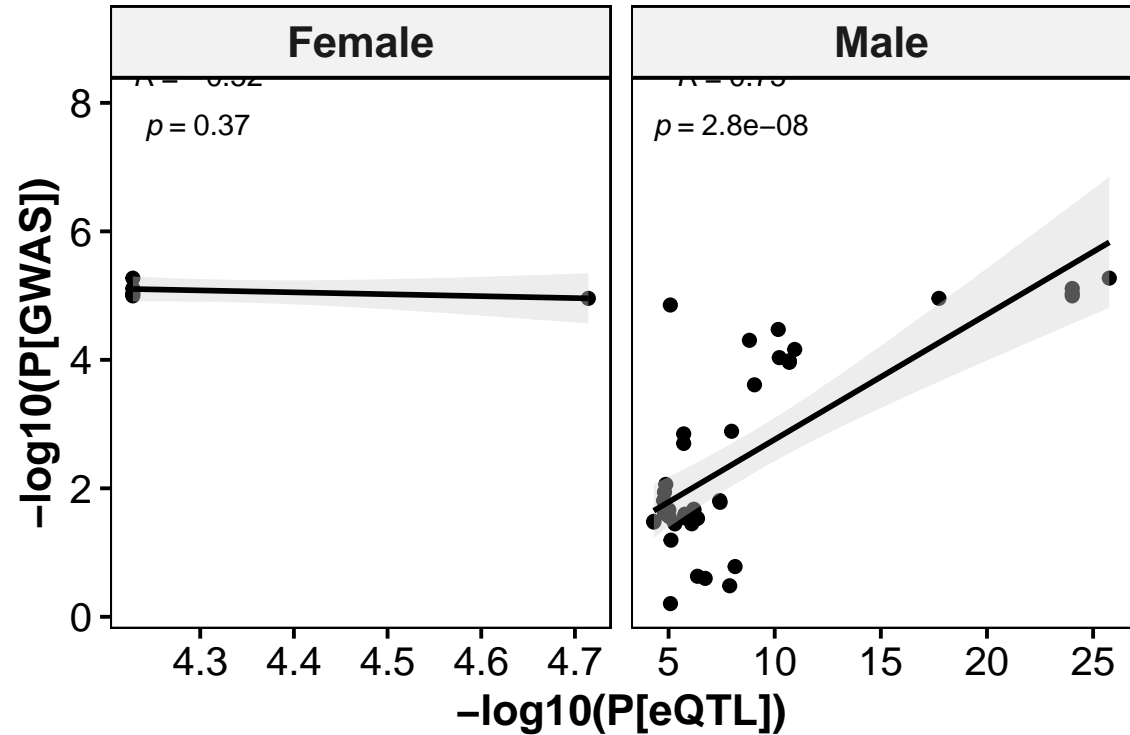 Female
Male
p = 0.37
p = 2.8e−08
8
6
4
2
0
−log10(P[GWAS])
4.3 4.4 4.5 4.6 4.7
5 10 15 20 25
−log10(P[eQTL])